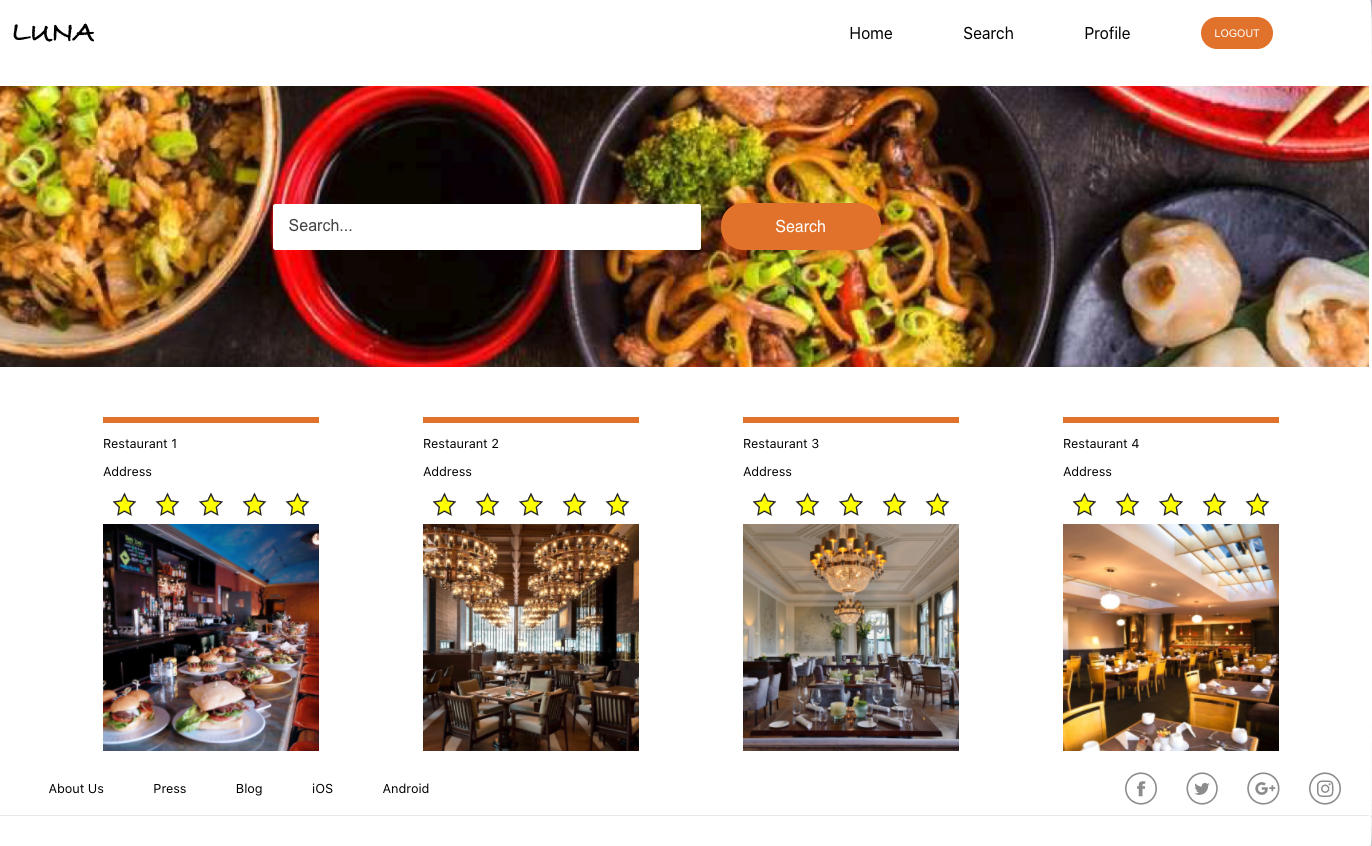 LUNA
Home Search Profile LOGOUT
Search... Search
Restaurant 1 Restaurant 2 Restaurant 3 Restaurant 4
Address Address Address Address
About Us Press Blog iOS Android